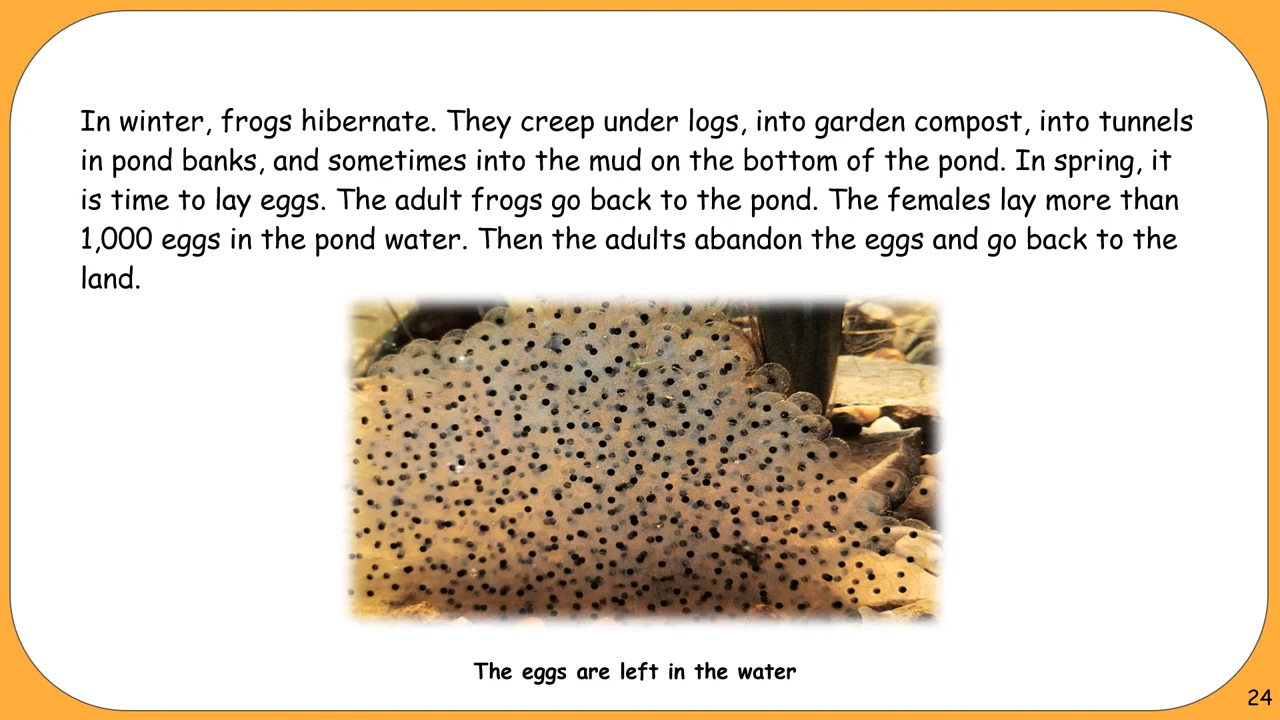 In winter, frogs hibernate. They creep under logs, into garden compost, into tunnels
in pond banks, and sometimes into the mud on the bottom of the pond. In spring, it
is time to lay eggs. The adult frogs go back to the pond. The females lay more than
1,000 eggs in the pond water. Then the adults abandon the eggs and go back to the
land.
The eggs are left in the water
24